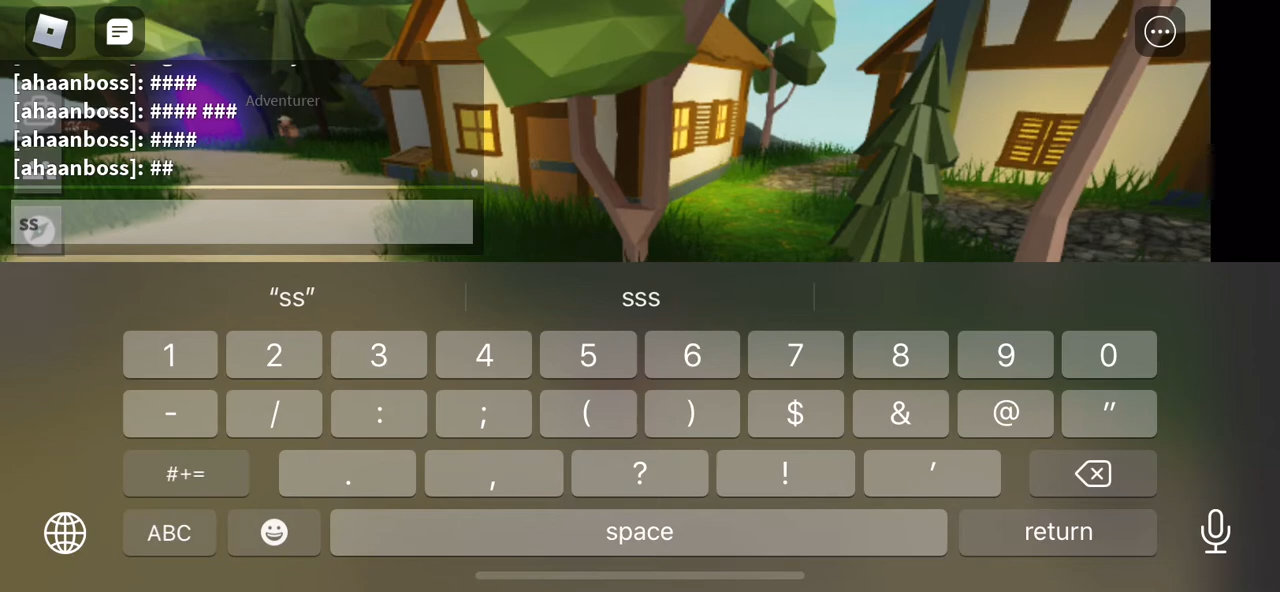 [ahaanboss]: ####
[ahaanboss]: #### ###
Adventurer
[ahaanboss]: ####
[ahaanboss]: ##
ss
“ss” sss
1 2 3 4 5 6 7 8 9 0
- / : ; ( ) $ & @ "
#+= . , ? ! '
ABC space return